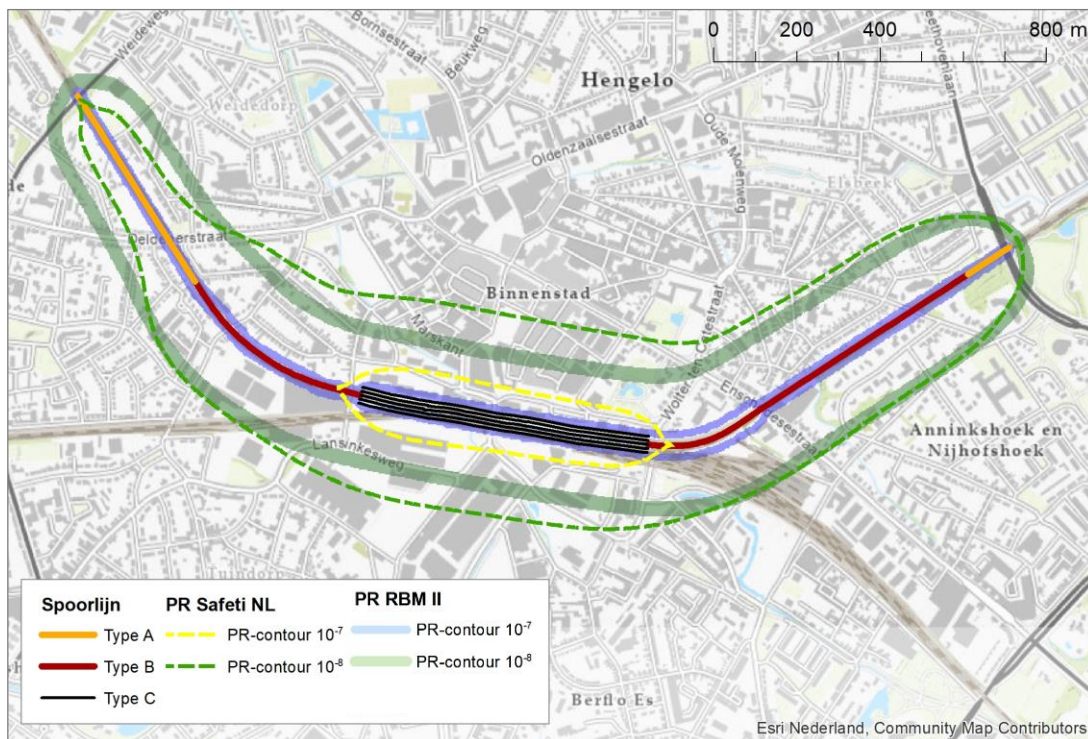 0 200 400 800 m
Weideweg
Bornsestraat
Beukweg
Hengelo
Weidedorp
Oldenzaalsestraat
Oude Molenweg
Elsbeek
de
Deldenerstraat
Binnenstad
Marskant
Wolter ten Catestraat
Enschedesestraat
Anninkshoek en
Nijhofshoek
Lansinkesweg
Tuindorp
Berflo Es
Spoorlijn PR Safeti NL PR RBM II
Type A PR-contour 10⁻⁷ PR-contour 10⁻⁷
Type B PR-contour 10⁻⁸ PR-contour 10⁻⁸
Type C
Esri Nederland, Community Map Contributors